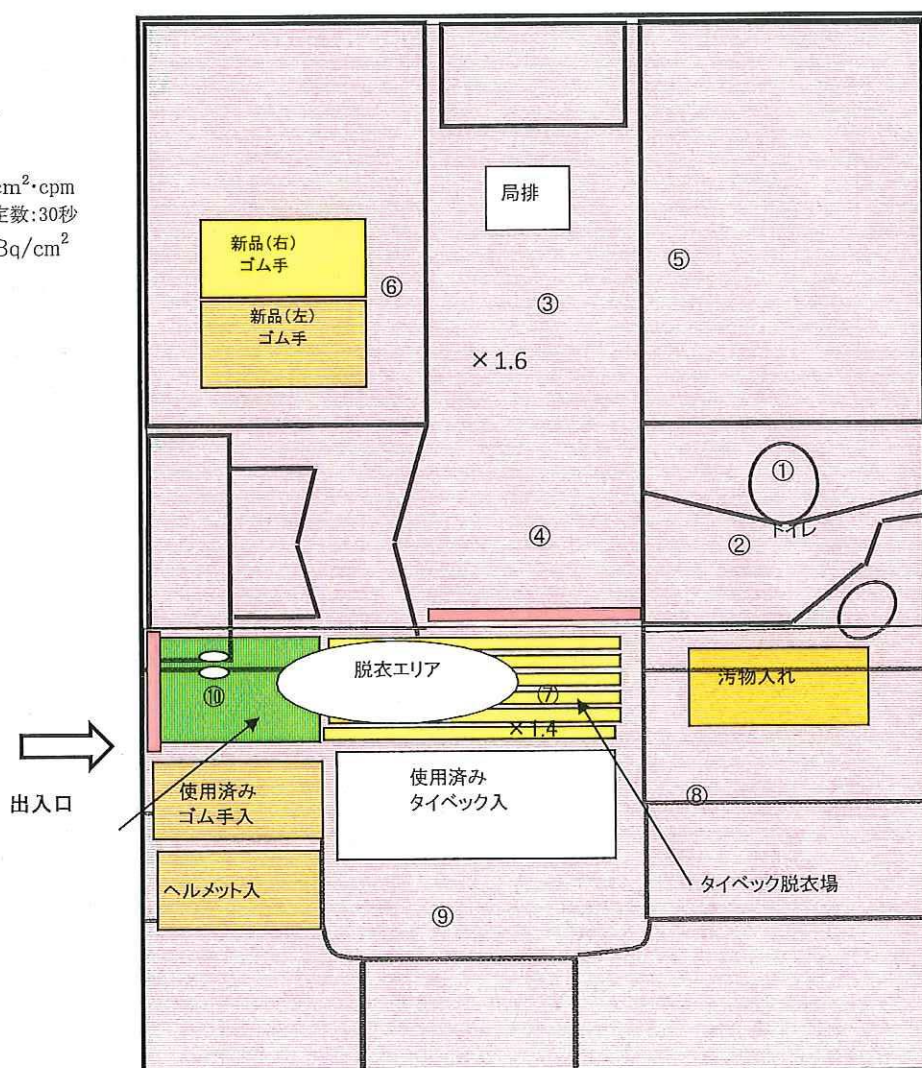 cm²・cpm
定数:30秒
Bq/cm²
局排
新品(右)
ゴム手
⑥
新品(左)
ゴム手
③
⑤
×1.6
①
トイレ
②
④
脱衣エリア
⑦
×1.4
⑩
汚物入れ
出入口
使用済み
ゴム手入
使用済み
タイベック入
⑧
ヘルメット入
タイベック脱衣場
⑨